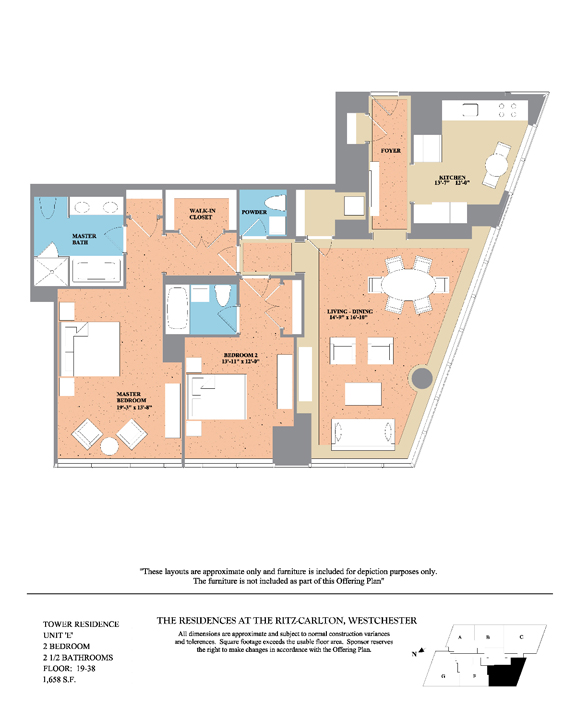 FOYER
KITCHEN
13'-7" 12'-0"
WALK-IN
CLOSET
POWDER
MASTER
BATH
LIVING - DINING
14'-9" x 16'-10"
BEDROOM 2
13'-11" x 12'-0"
MASTER
BEDROOM
19'-3" x 13'-8"
"These layouts are approximate only and furniture is included for depiction purposes only.
The furniture is not included as part of this Offering Plan"
TOWER RESIDENCE
UNIT 'E'
2 BEDROOM
2 1/2 BATHROOMS
FLOOR: 19-38
1,658 S.F.
THE RESIDENCES AT THE RITZ-CARLTON, WESTCHESTER
All dimensions are approximate and subject to normal construction variances
and tolerences. Square footage exceeds the usable floor area. Sponsor reserves
the right to make changes in accordance with the Offering Plan.
N
A B C
G F